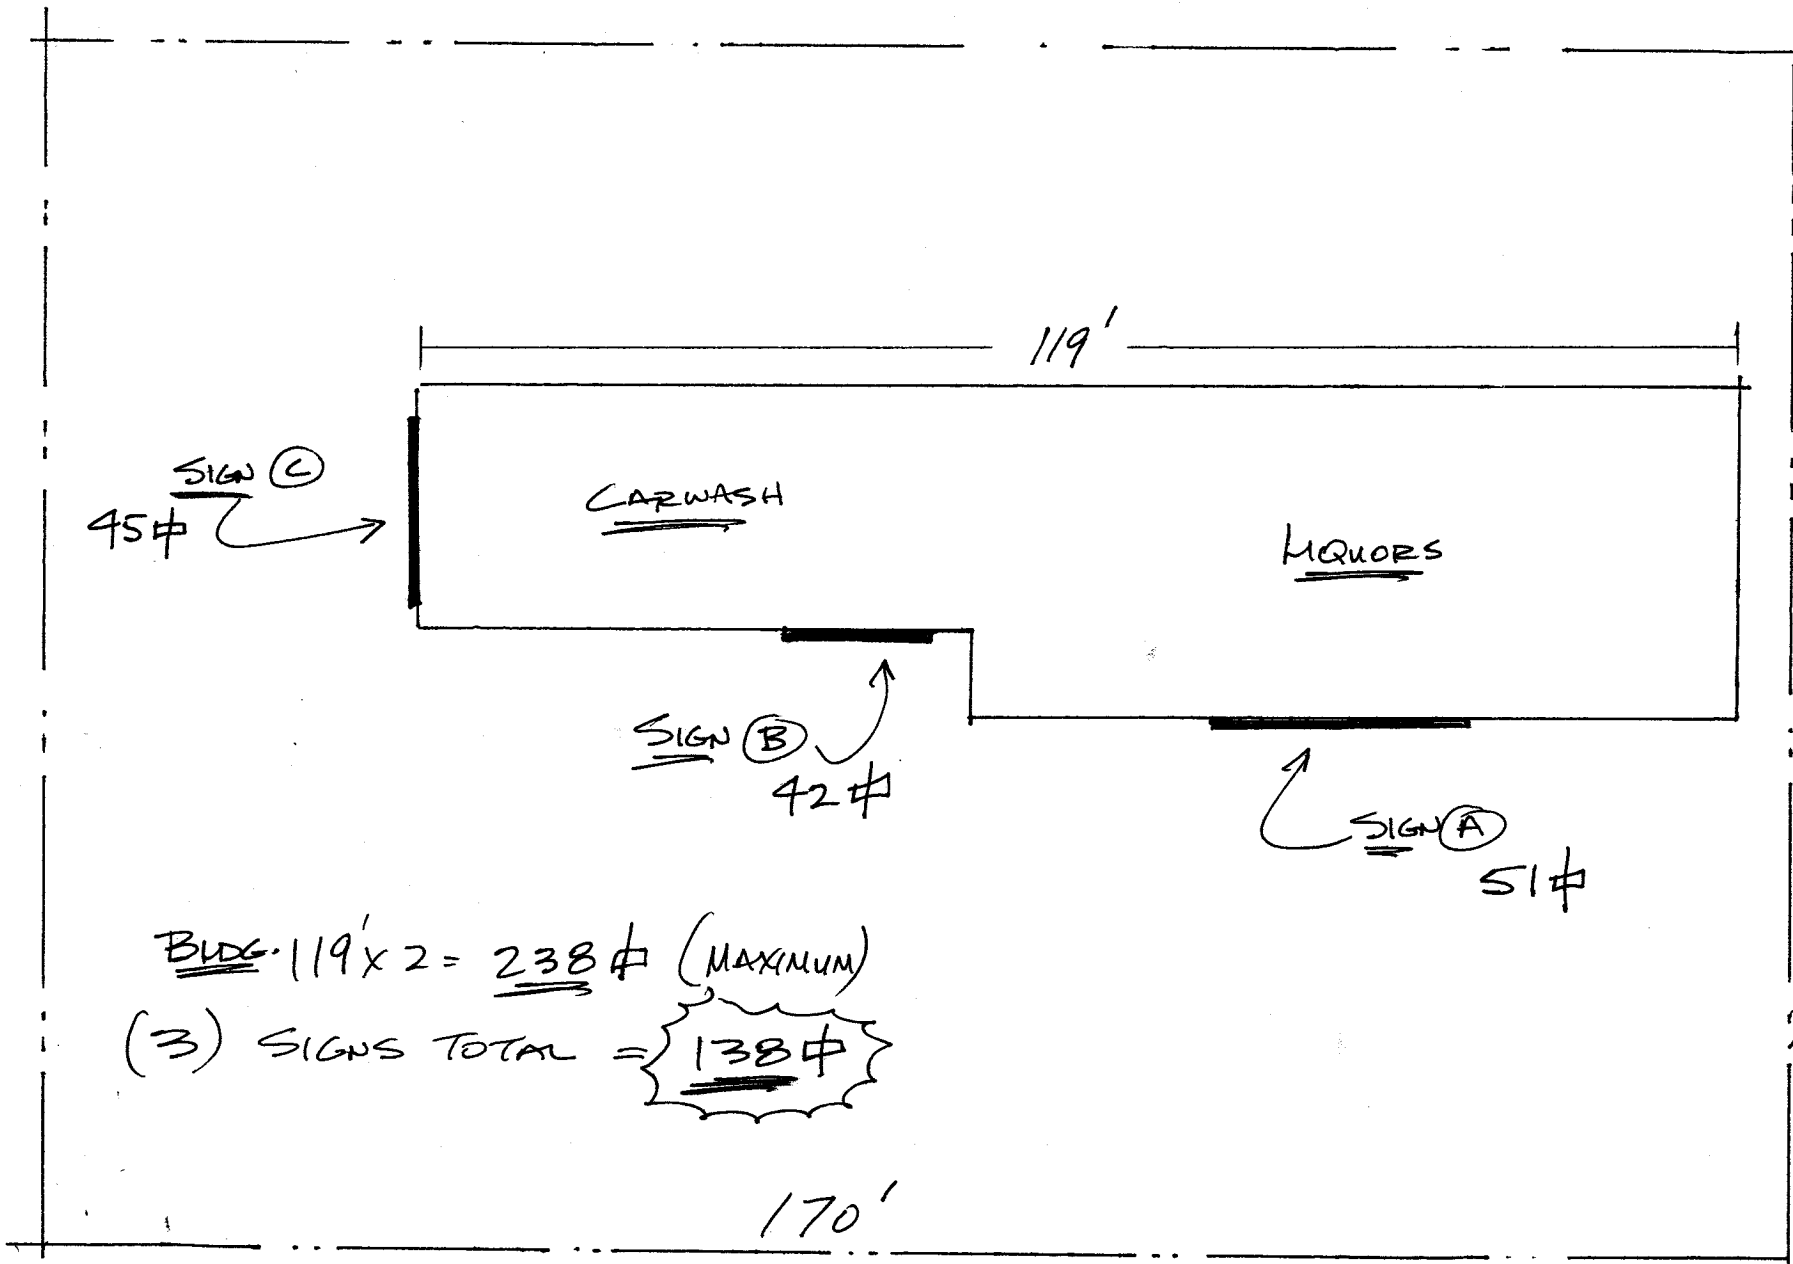 119'
SIGN C
45⏍
CARWASH
LIQUORS
SIGN B
42⏍
SIGN A
51⏍
BLDG. 119' x 2 = 238⏍ (MAXIMUM)
(3) SIGNS TOTAL = 138⏍
170'